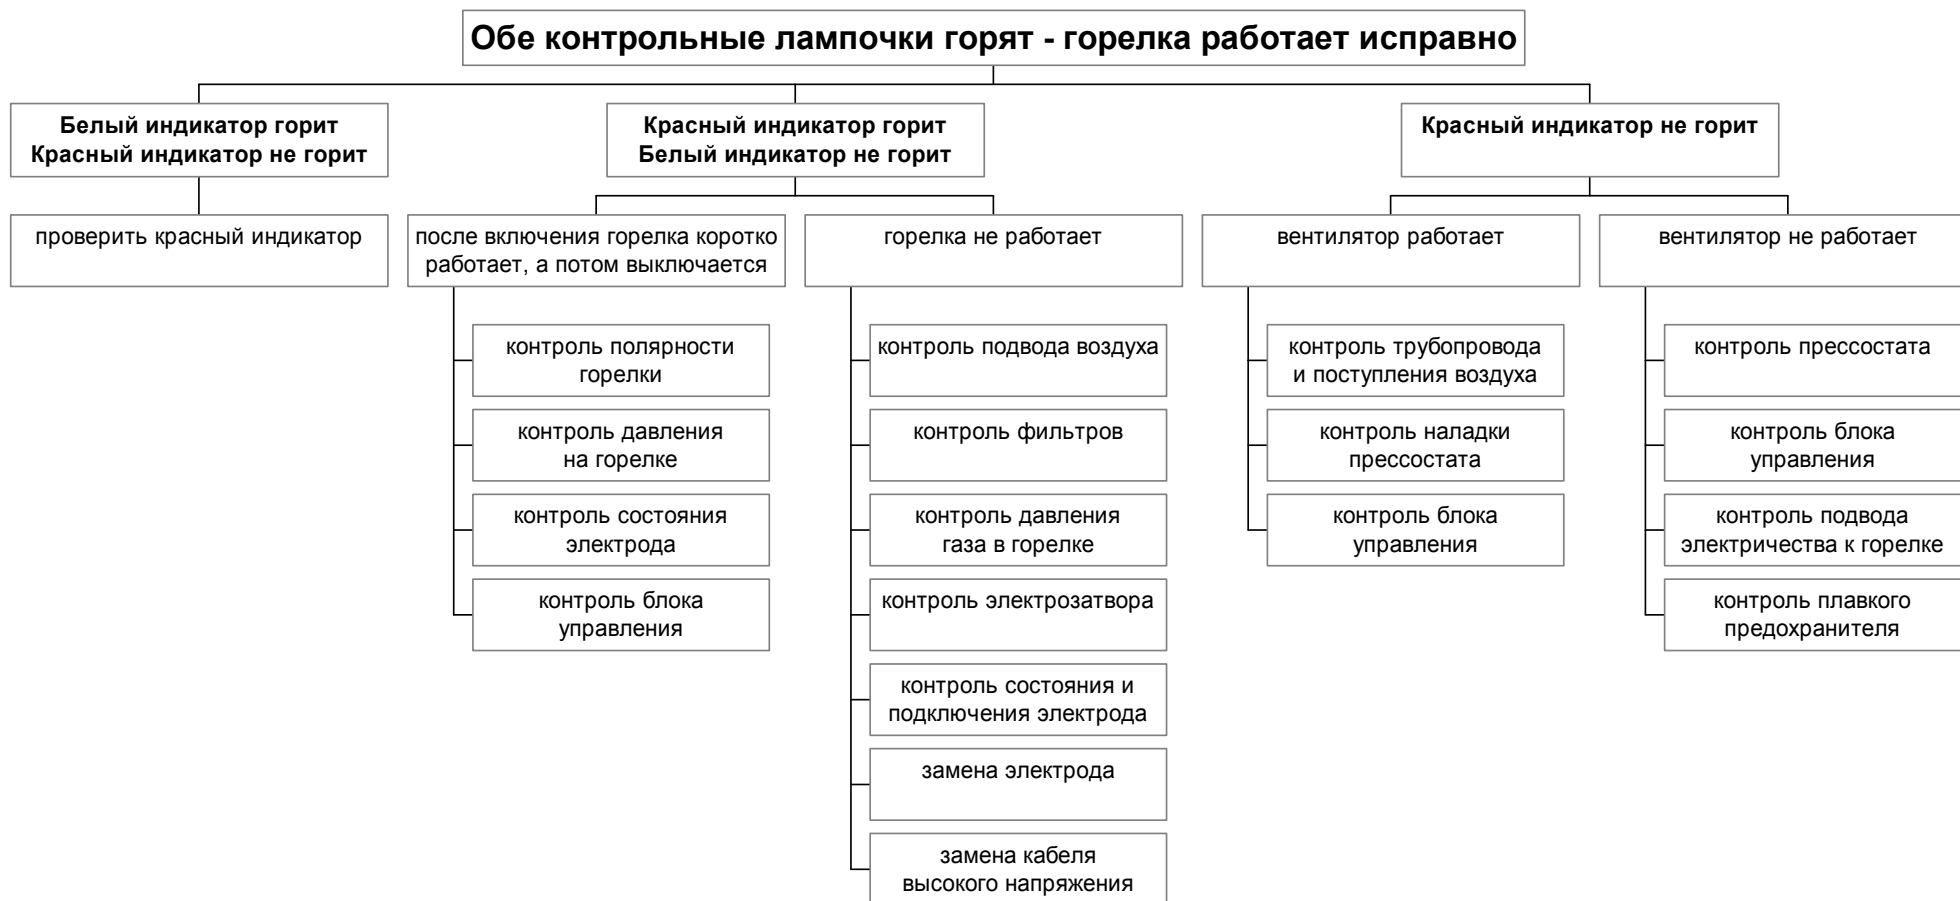 Обе контрольные лампочки горят - горелка работает исправно
Белый индикатор горит
Красный индикатор не горит
проверить красный индикатор
Красный индикатор горит
Белый индикатор не горит
после включения горелка коротко
работает, а потом выключается
контроль полярности
горелки
контроль давления
на горелке
контроль состояния
электрода
контроль блока
управления
горелка не работает
контроль подвода воздуха
контроль фильтров
контроль давления
газа в горелке
контроль электрозатвора
контроль состояния и
подключения электрода
замена электрода
замена кабеля
высокого напряжения
Красный индикатор не горит
вентилятор работает
контроль трубопровода
и поступления воздуха
контроль наладки
прессостата
контроль блока
управления
вентилятор не работает
контроль прессостата
контроль блока
управления
контроль подвода
электричества к горелке
контроль плавкого
предохранителя